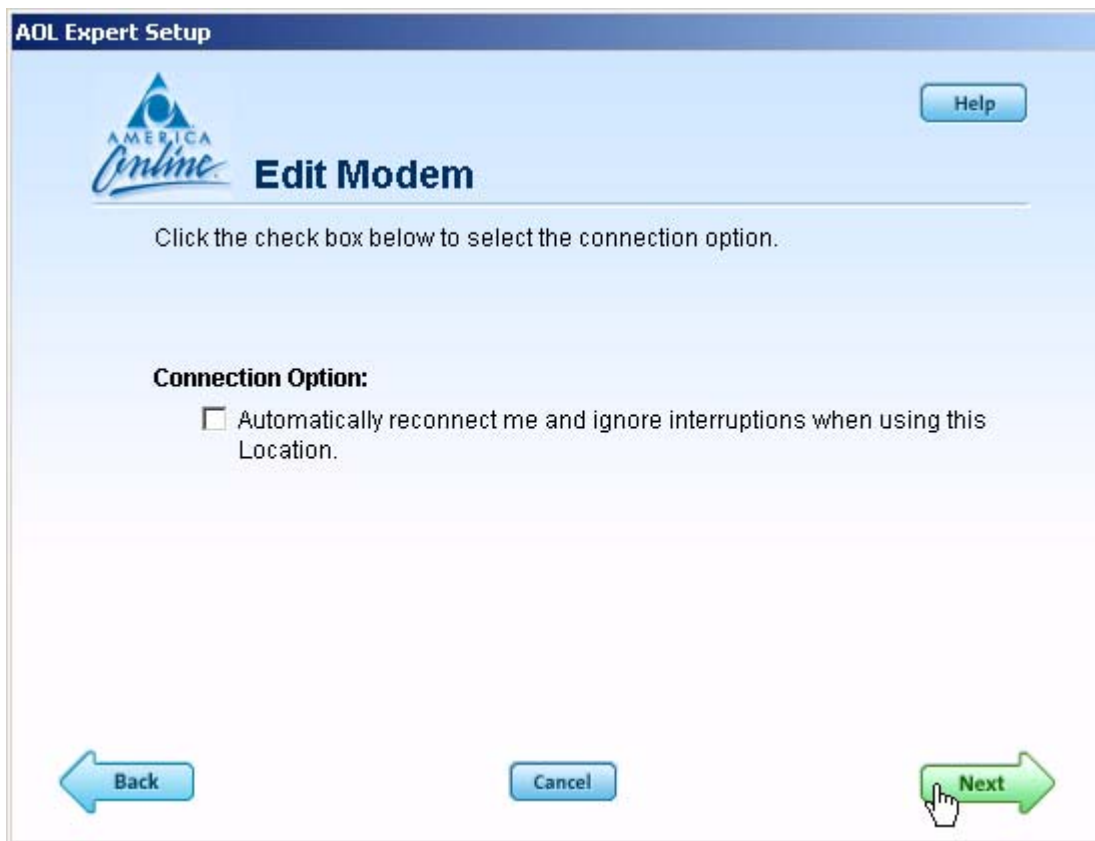 AOL Expert Setup
Help
AMERICA
Online.
Edit Modem
Click the check box below to select the connection option.
Connection Option:
Automatically reconnect me and ignore interruptions when using this
Location.
Back
Cancel
Next